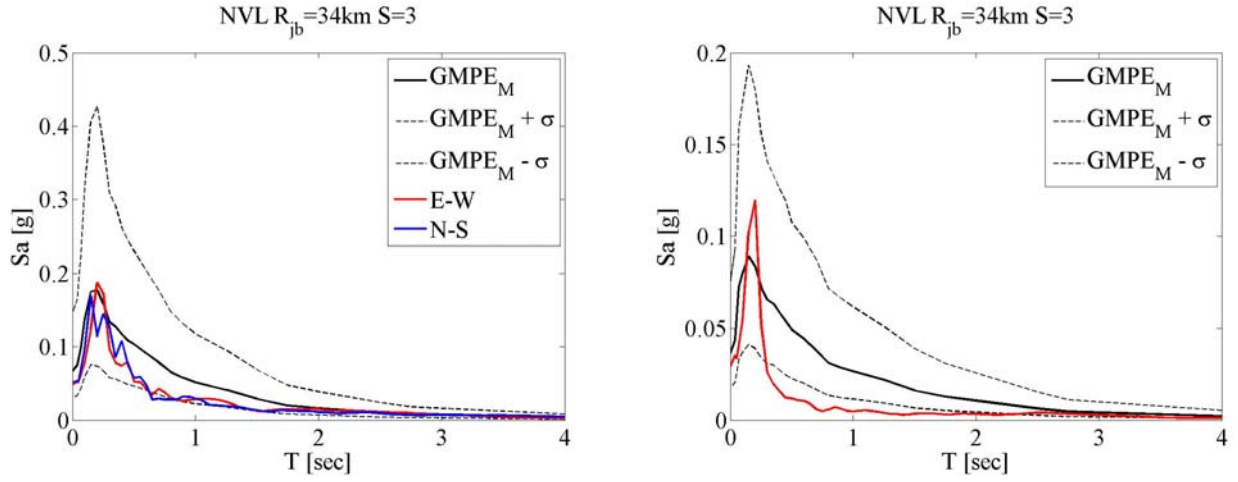 NVL R_jb=34km S=3
0.5
0.4
0.3
0.2
0.1
0
Sa [g]
GMPE_M
GMPE_M + σ
GMPE_M - σ
E-W
N-S
0 1 2 3 4
T [sec]
NVL R_jb=34km S=3
0.2
0.15
0.1
0.05
0
Sa [g]
GMPE_M
GMPE_M + σ
GMPE_M - σ
0 1 2 3 4
T [sec]